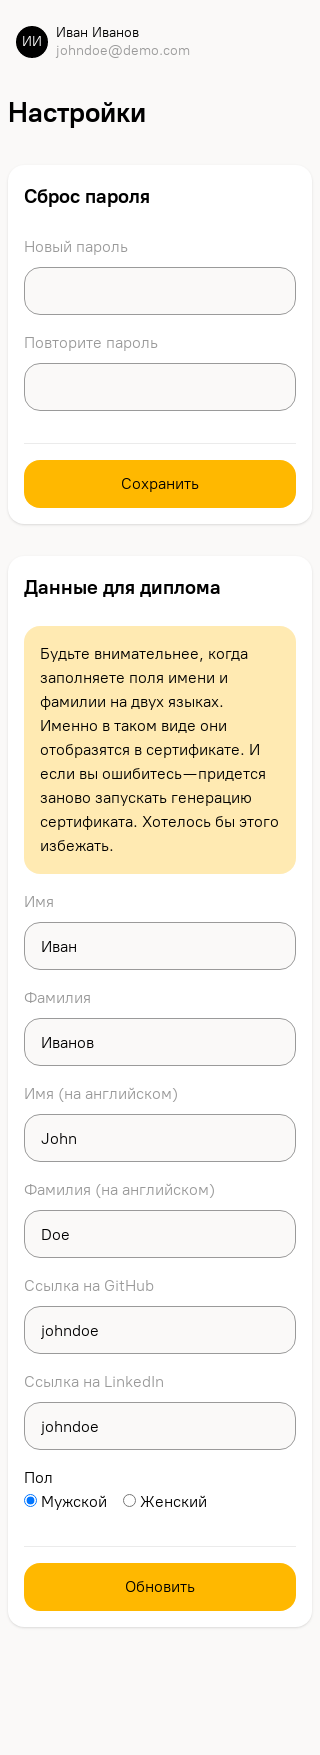 ИИ
Иван Иванов
johndoe@demo.com
Настройки
Сброс пароля
Новый пароль
Повторите пароль
Сохранить
Данные для диплома
Будьте внимательнее, когда
заполняете поля имени и
фамилии на двух языках.
Именно в таком виде они
отобразятся в сертификате. И
если вы ошибитесь — придется
заново запускать генерацию
сертификата. Хотелось бы этого
избежать.
Имя
Иван
Фамилия
Иванов
Имя (на английском)
John
Фамилия (на английском)
Doe
Ссылка на GitHub
johndoe
Ссылка на LinkedIn
johndoe
Пол
Мужской Женский
Обновить